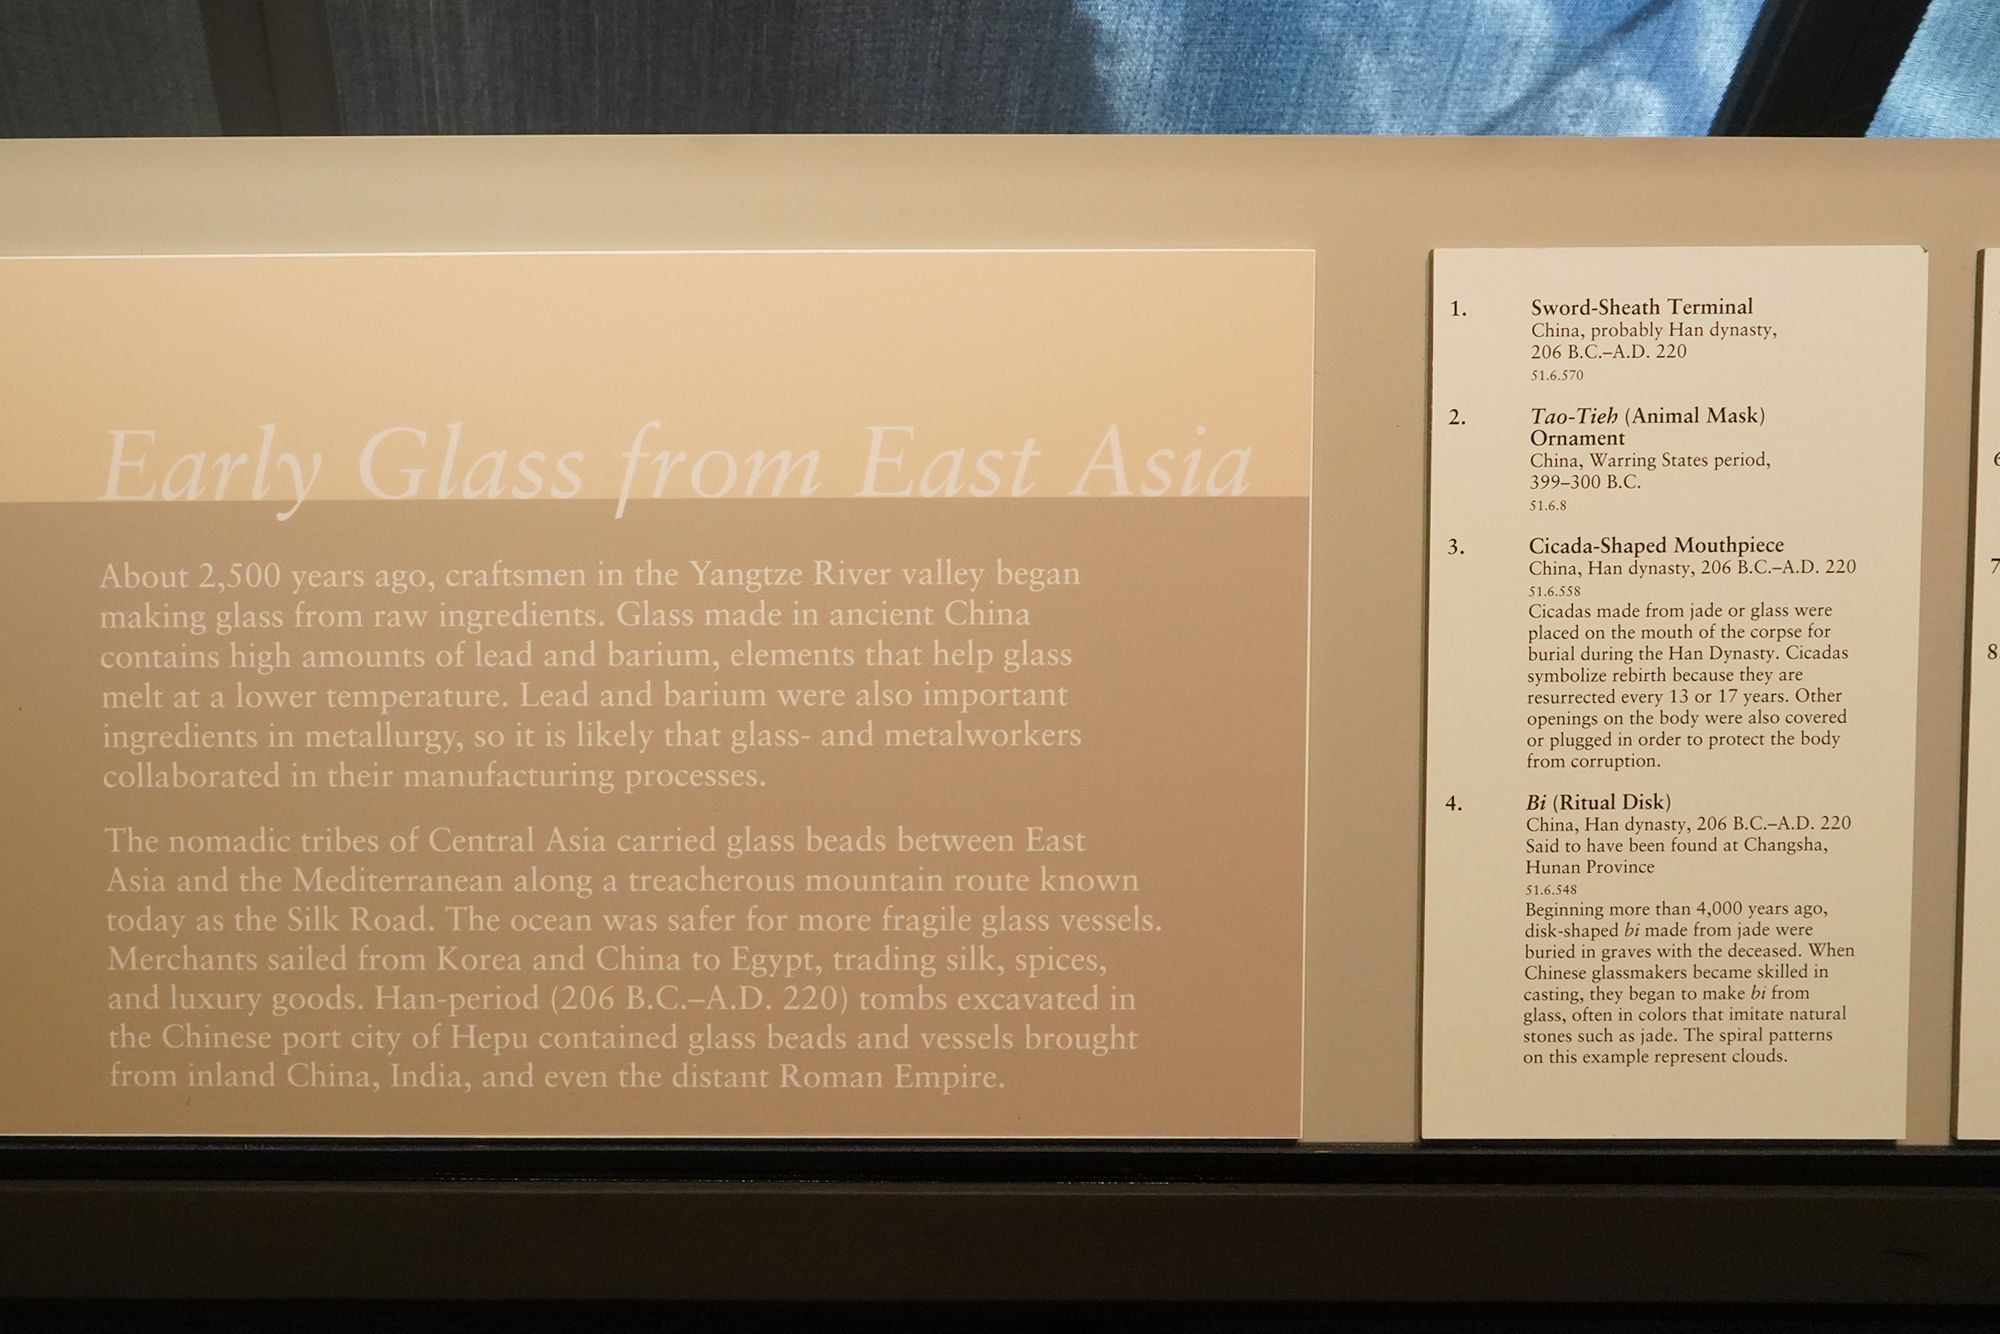 Early Glass from East Asia
About 2,500 years ago, craftsmen in the Yangtze River valley began
making glass from raw ingredients. Glass made in ancient China
contains high amounts of lead and barium, elements that help glass
melt at a lower temperature. Lead and barium were also important
ingredients in metallurgy, so it is likely that glass- and metalworkers
collaborated in their manufacturing processes.
The nomadic tribes of Central Asia carried glass beads between East
Asia and the Mediterranean along a treacherous mountain route known
today as the Silk Road. The ocean was safer for more fragile glass vessels.
Merchants sailed from Korea and China to Egypt, trading silk, spices,
and luxury goods. Han-period (206 B.C.–A.D. 220) tombs excavated in
the Chinese port city of Hepu contained glass beads and vessels brought
from inland China, India, and even the distant Roman Empire.
1. Sword-Sheath Terminal
China, probably Han dynasty,
206 B.C.–A.D. 220
51.6.570
2. Tao-Tieh (Animal Mask)
Ornament
China, Warring States period,
399–300 B.C.
51.6.8
3. Cicada-Shaped Mouthpiece
China, Han dynasty, 206 B.C.–A.D. 220
51.6.558
Cicadas made from jade or glass were
placed on the mouth of the corpse for
burial during the Han Dynasty. Cicadas
symbolize rebirth because they are
resurrected every 13 or 17 years. Other
openings on the body were also covered
or plugged in order to protect the body
from corruption.
4. Bi (Ritual Disk)
China, Han dynasty, 206 B.C.–A.D. 220
Said to have been found at Changsha,
Hunan Province
51.6.548
Beginning more than 4,000 years ago,
disk-shaped bi made from jade were
buried in graves with the deceased. When
Chinese glassmakers became skilled in
casting, they began to make bi from
glass, often in colors that imitate natural
stones such as jade. The spiral patterns
on this example represent clouds.
7
8